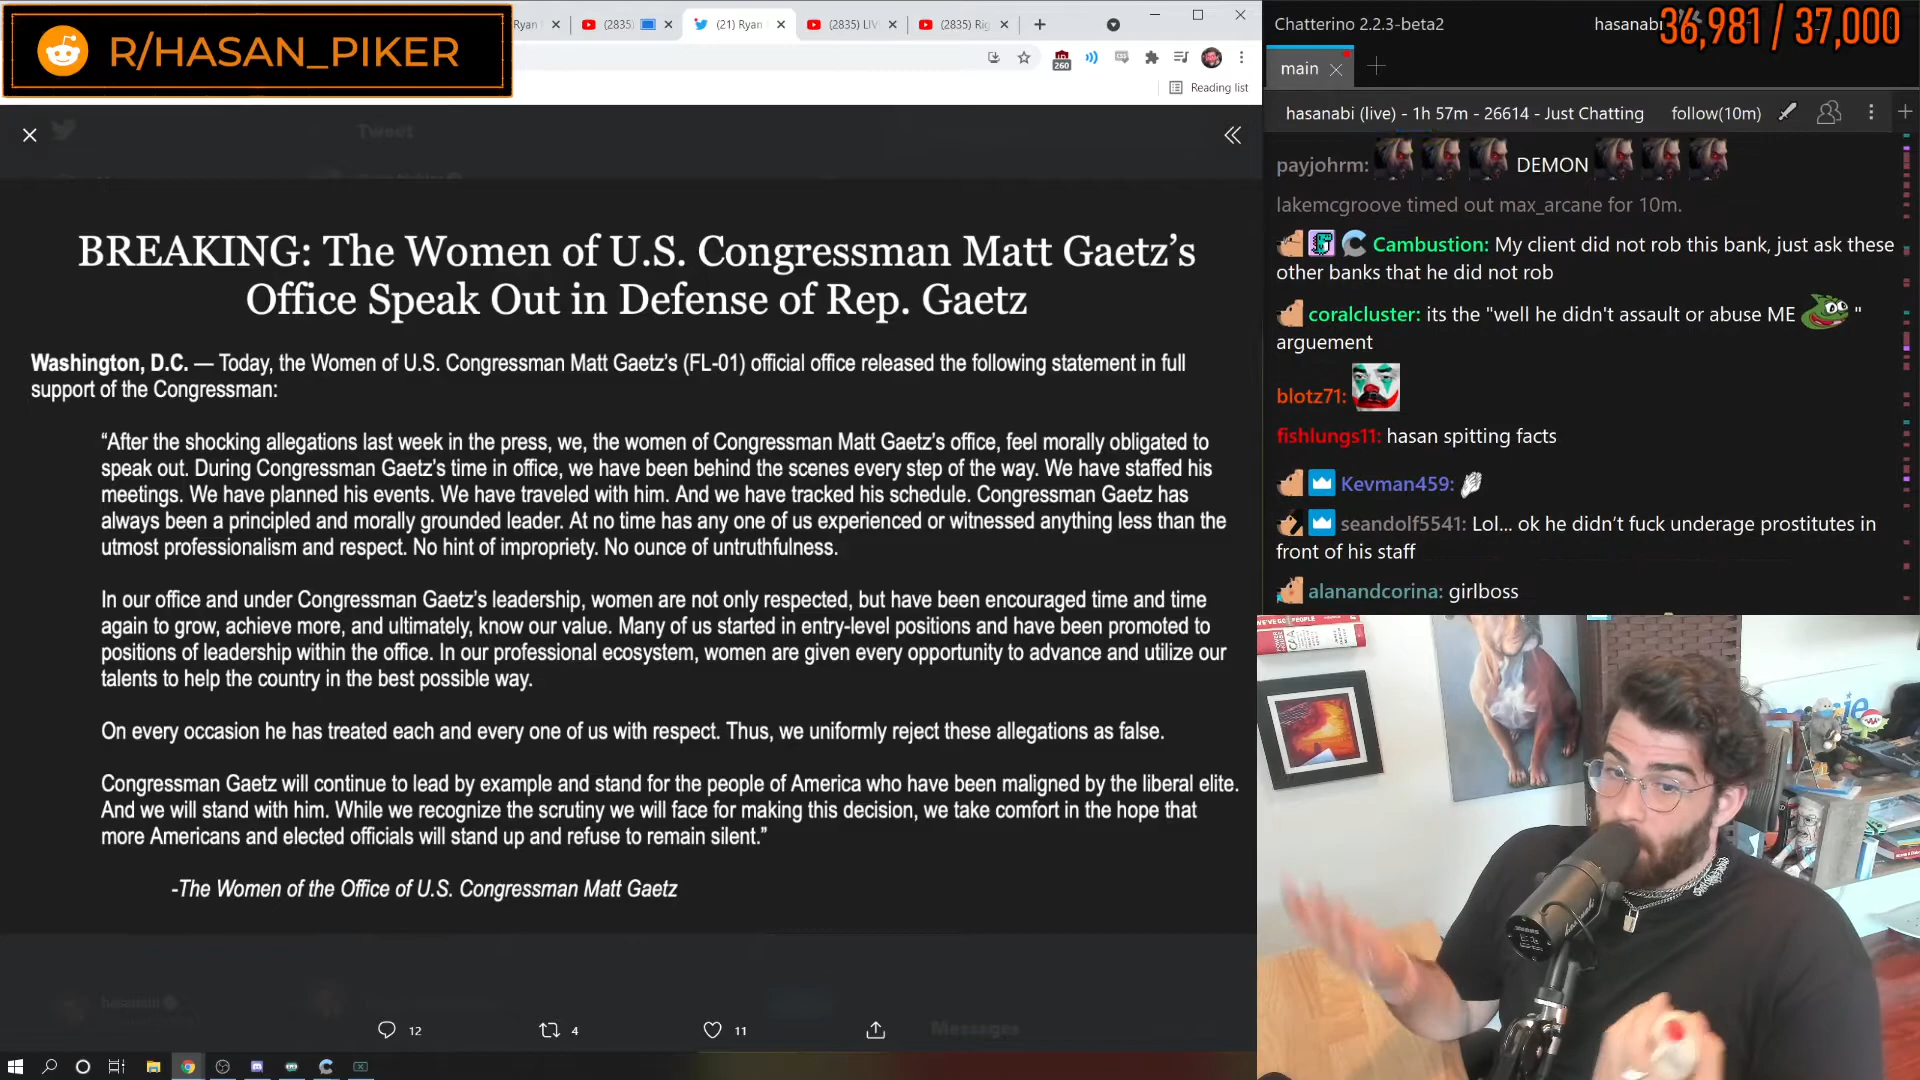 R/HASAN_PIKER
Ryan
(2835)
(21) Ryan
(2835) LIV
(2835) Rig
260
Reading list
Tweet
BREAKING: The Women of U.S. Congressman Matt Gaetz’s
Office Speak Out in Defense of Rep. Gaetz
Washington, D.C. — Today, the Women of U.S. Congressman Matt Gaetz’s (FL-01) official office released the following statement in full
support of the Congressman:
“After the shocking allegations last week in the press, we, the women of Congressman Matt Gaetz’s office, feel morally obligated to
speak out. During Congressman Gaetz’s time in office, we have been behind the scenes every step of the way. We have staffed his
meetings. We have planned his events. We have traveled with him. And we have tracked his schedule. Congressman Gaetz has
always been a principled and morally grounded leader. At no time has any one of us experienced or witnessed anything less than the
utmost professionalism and respect. No hint of impropriety. No ounce of untruthfulness.
In our office and under Congressman Gaetz’s leadership, women are not only respected, but have been encouraged time and time
again to grow, achieve more, and ultimately, know our value. Many of us started in entry-level positions and have been promoted to
positions of leadership within the office. In our professional ecosystem, women are given every opportunity to advance and utilize our
talents to help the country in the best possible way.
On every occasion he has treated each and every one of us with respect. Thus, we uniformly reject these allegations as false.
Congressman Gaetz will continue to lead by example and stand for the people of America who have been maligned by the liberal elite.
And we will stand with him. While we recognize the scrutiny we will face for making this decision, we take comfort in the hope that
more Americans and elected officials will stand up and refuse to remain silent.”
-The Women of the Office of U.S. Congressman Matt Gaetz
hasanabi
12
4
11
Messages
Chatterino 2.2.3-beta2
hasanabi
36,981 / 37,000
main
hasanabi (live) - 1h 57m - 26614 - Just Chatting
follow(10m)
payjohrm: DEMON
lakemcgroove timed out max_arcane for 10m.
Cambustion: My client did not rob this bank, just ask these
other banks that he did not rob
coralcluster: its the "well he didn't assault or abuse ME "
arguement
blotz71:
fishlungs11: hasan spitting facts
Kevman459:
seandolf5541: Lol... ok he didn’t fuck underage prostitutes in
front of his staff
alanandcorina: girlboss